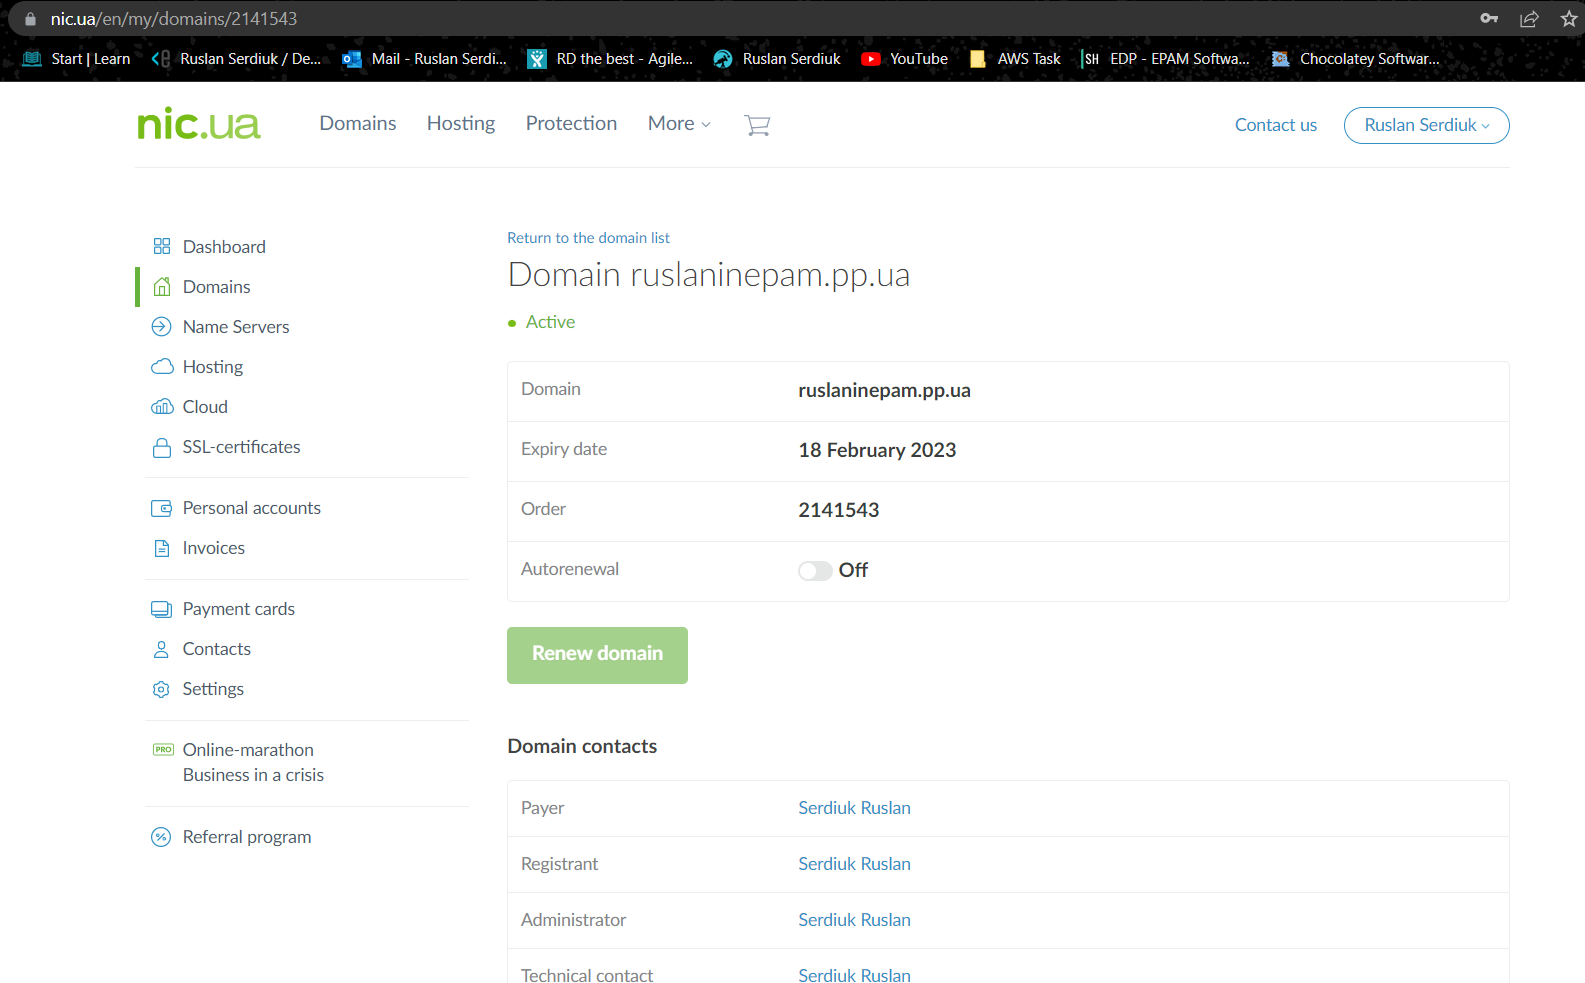 nic.ua/en/my/domains/2141543
Start | Learn
Ruslan Serdiuk / De...
Mail - Ruslan Serdi...
RD the best - Agile...
Ruslan Serdiuk
YouTube
AWS Task
SH EDP - EPAM Softwa...
Chocolatey Softwar...
nic.ua
Domains
Hosting
Protection
More
Contact us
Ruslan Serdiuk
Dashboard
Domains
Name Servers
Hosting
Cloud
SSL-certificates
Personal accounts
Invoices
Payment cards
Contacts
Settings
PRO Online-marathon
Business in a crisis
% Referral program
Return to the domain list
Domain ruslaninepam.pp.ua
Active
Domain ruslaninepam.pp.ua
Expiry date 18 February 2023
Order 2141543
Autorenewal Off
Renew domain
Domain contacts
Payer Serdiuk Ruslan
Registrant Serdiuk Ruslan
Administrator Serdiuk Ruslan
Technical contact Serdiuk Ruslan